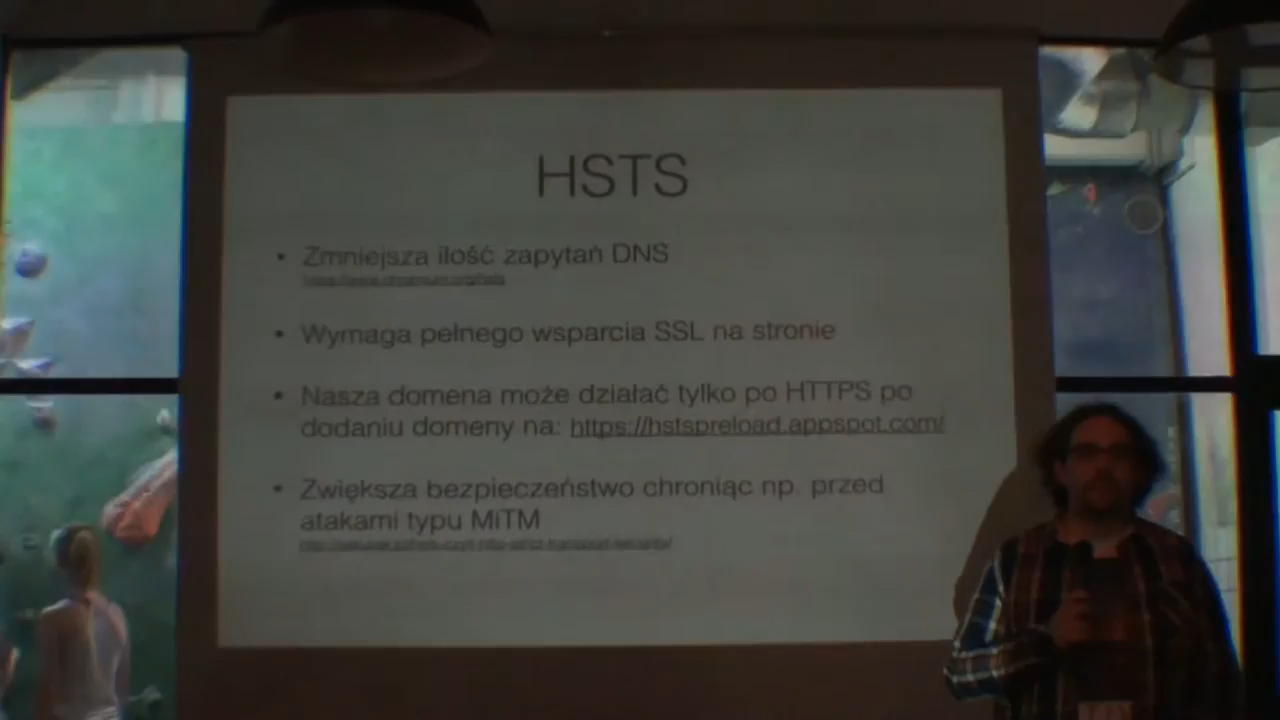 HSTS
• Zmniejsza ilość zapytań DNS
• Wymaga pełnego wsparcia SSL na stronie
• Nasza domena może działać tylko po HTTPS po
dodaniu domeny na: https://hstspreload.appspot.com/
• Zwiększa bezpieczeństwo chroniąc np. przed
atakami typu MiTM